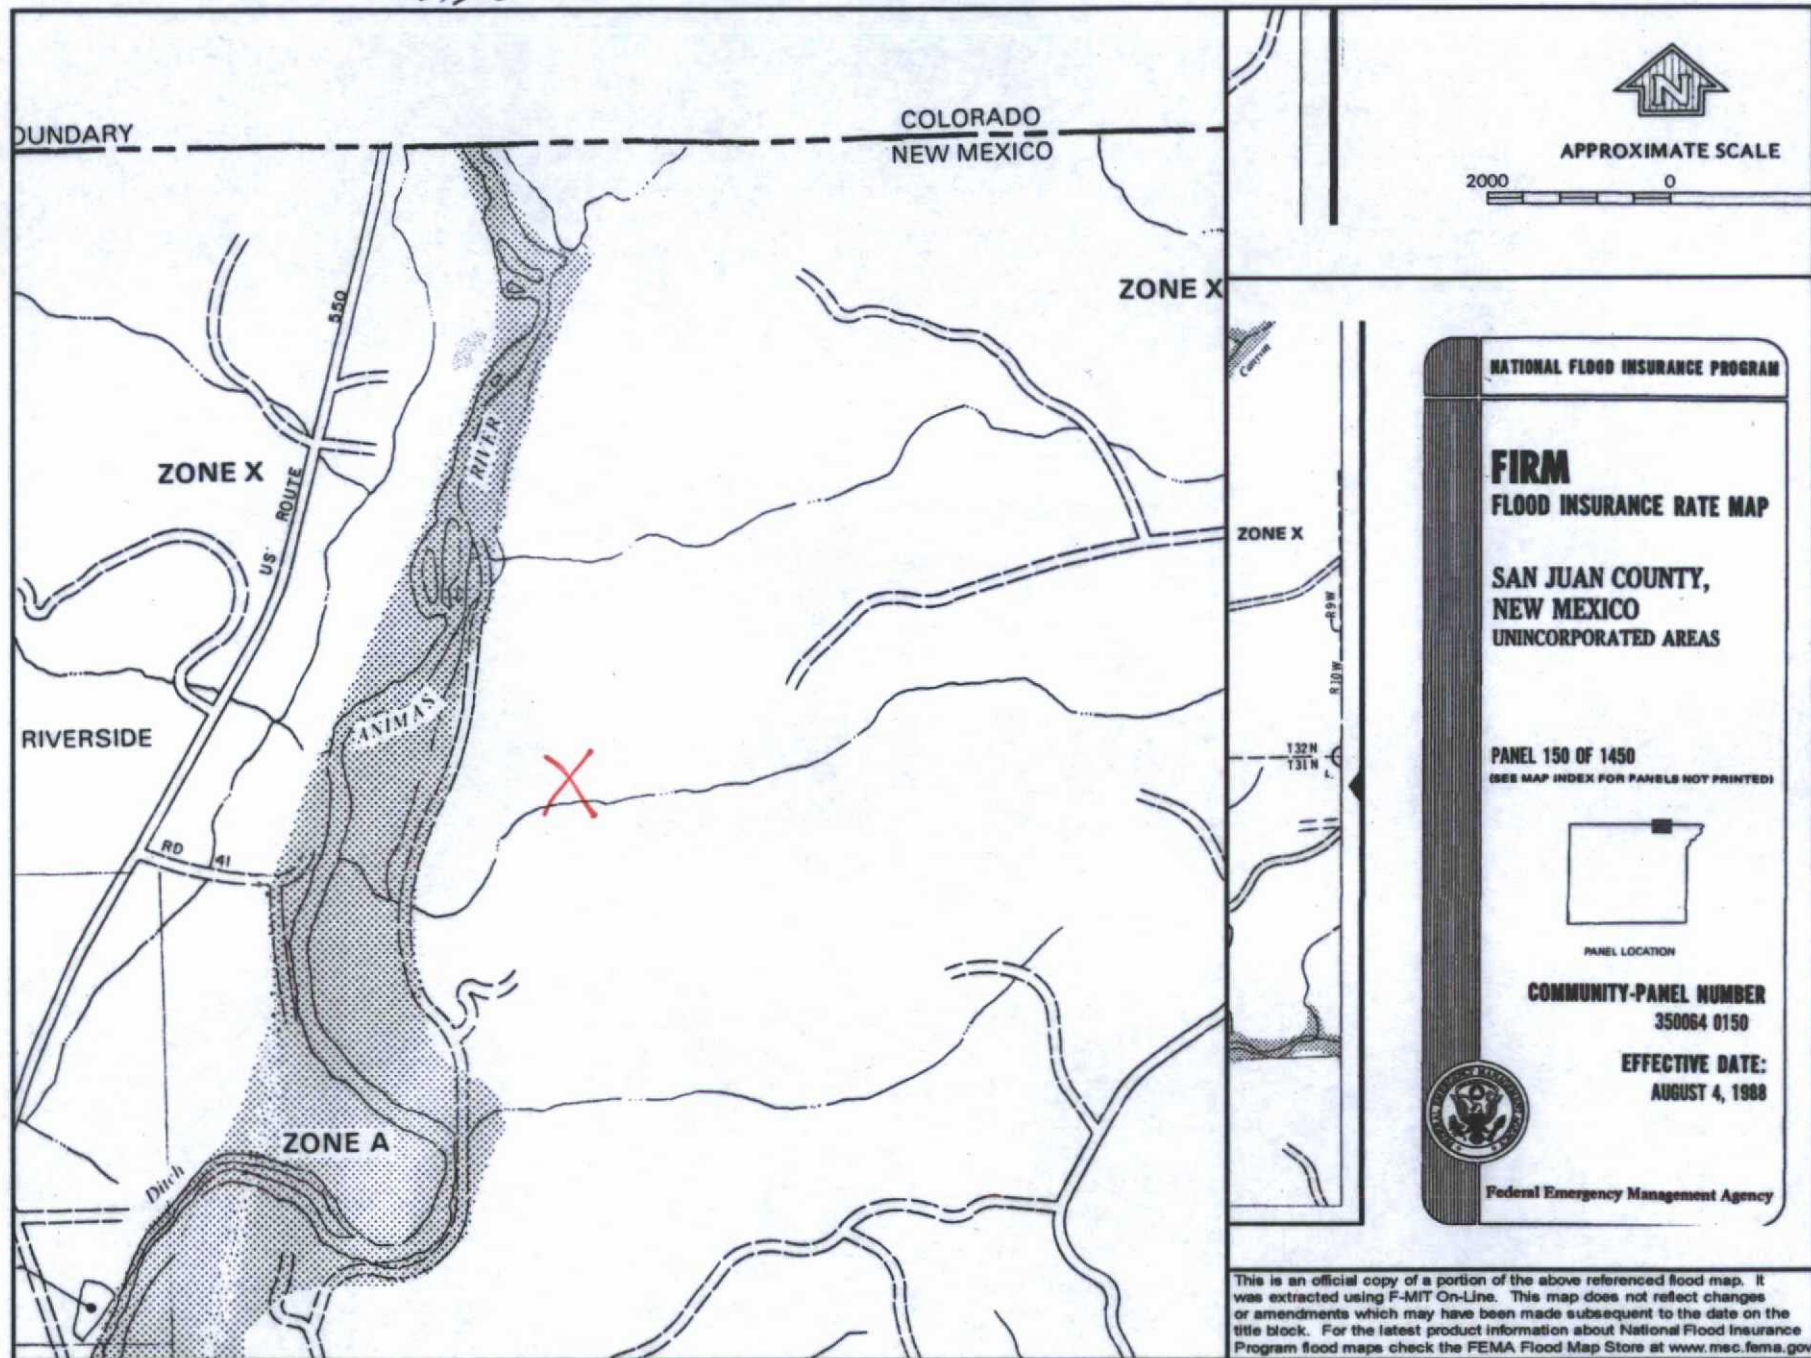 OUNDARY
COLORADO
NEW MEXICO
ZONE X
550
ZONE X
US ROUTE
RIVER
ANIMAS
RIVERSIDE
RD 41
ZONE A
Ditch
N
APPROXIMATE SCALE
2000 0
Canyon
ZONE X
R9W
R10W
T32N
T31N
NATIONAL FLOOD INSURANCE PROGRAM
FIRM
FLOOD INSURANCE RATE MAP
SAN JUAN COUNTY,
NEW MEXICO
UNINCORPORATED AREAS
PANEL 150 OF 1450
(SEE MAP INDEX FOR PANELS NOT PRINTED)
PANEL LOCATION
COMMUNITY-PANEL NUMBER
350064 0150
EFFECTIVE DATE:
AUGUST 4, 1988
FEDERAL EMERGENCY MANAGEMENT AGENCY
Federal Emergency Management Agency
This is an official copy of a portion of the above referenced flood map. It
was extracted using F-MIT On-Line. This map does not reflect changes
or amendments which may have been made subsequent to the date on the
title block. For the latest product information about National Flood Insurance
Program flood maps check the FEMA Flood Map Store at www.msc.fema.gov